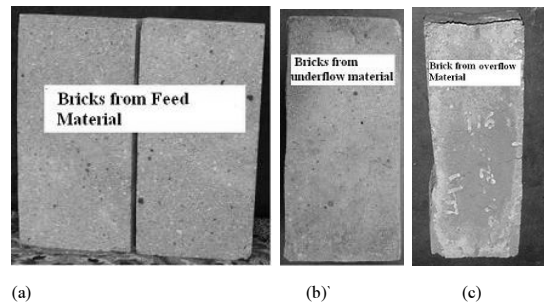 Bricks from Feed
Material
Bricks from
underflow material
Brick from overflow
Material
(a)
(b)`
(c)